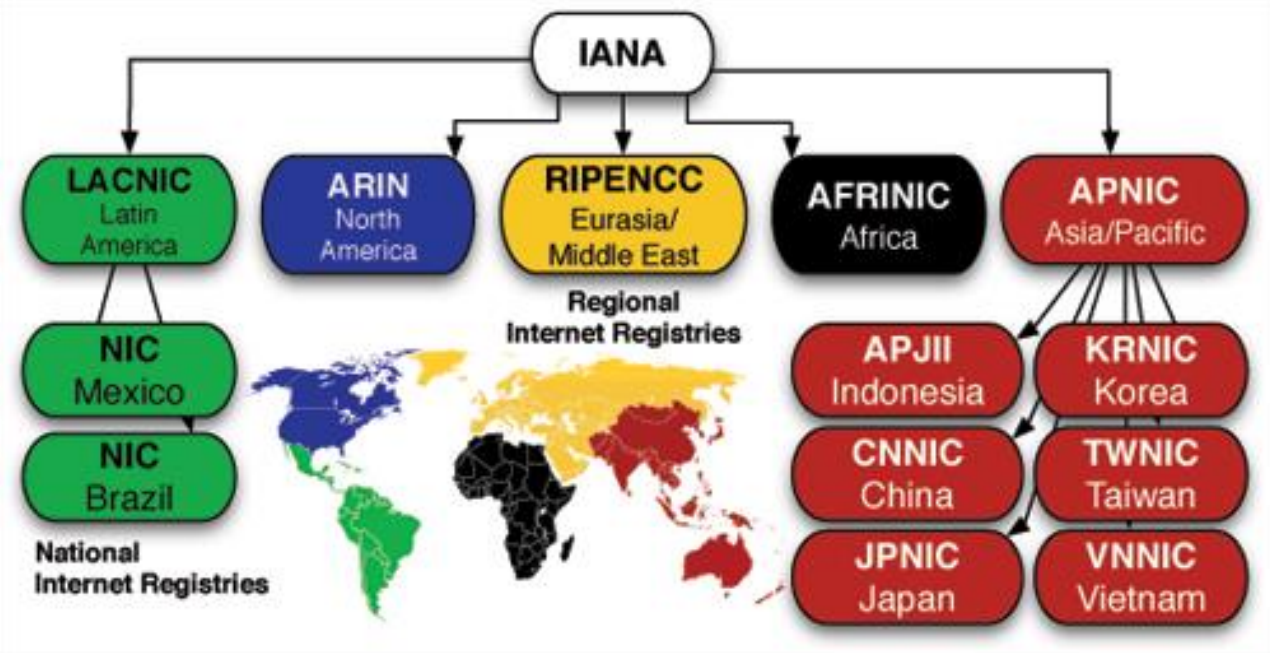 IANA
LACNIC
Latin
America
ARIN
North
America
RIPENCC
Eurasia/
Middle East
AFRINIC
Africa
APNIC
Asia/Pacific
Regional
Internet Registries
NIC
Mexico
NIC
Brazil
National
Internet Registries
APJII
Indonesia
KRNIC
Korea
CNNIC
China
TWNIC
Taiwan
JPNIC
Japan
VNNIC
Vietnam